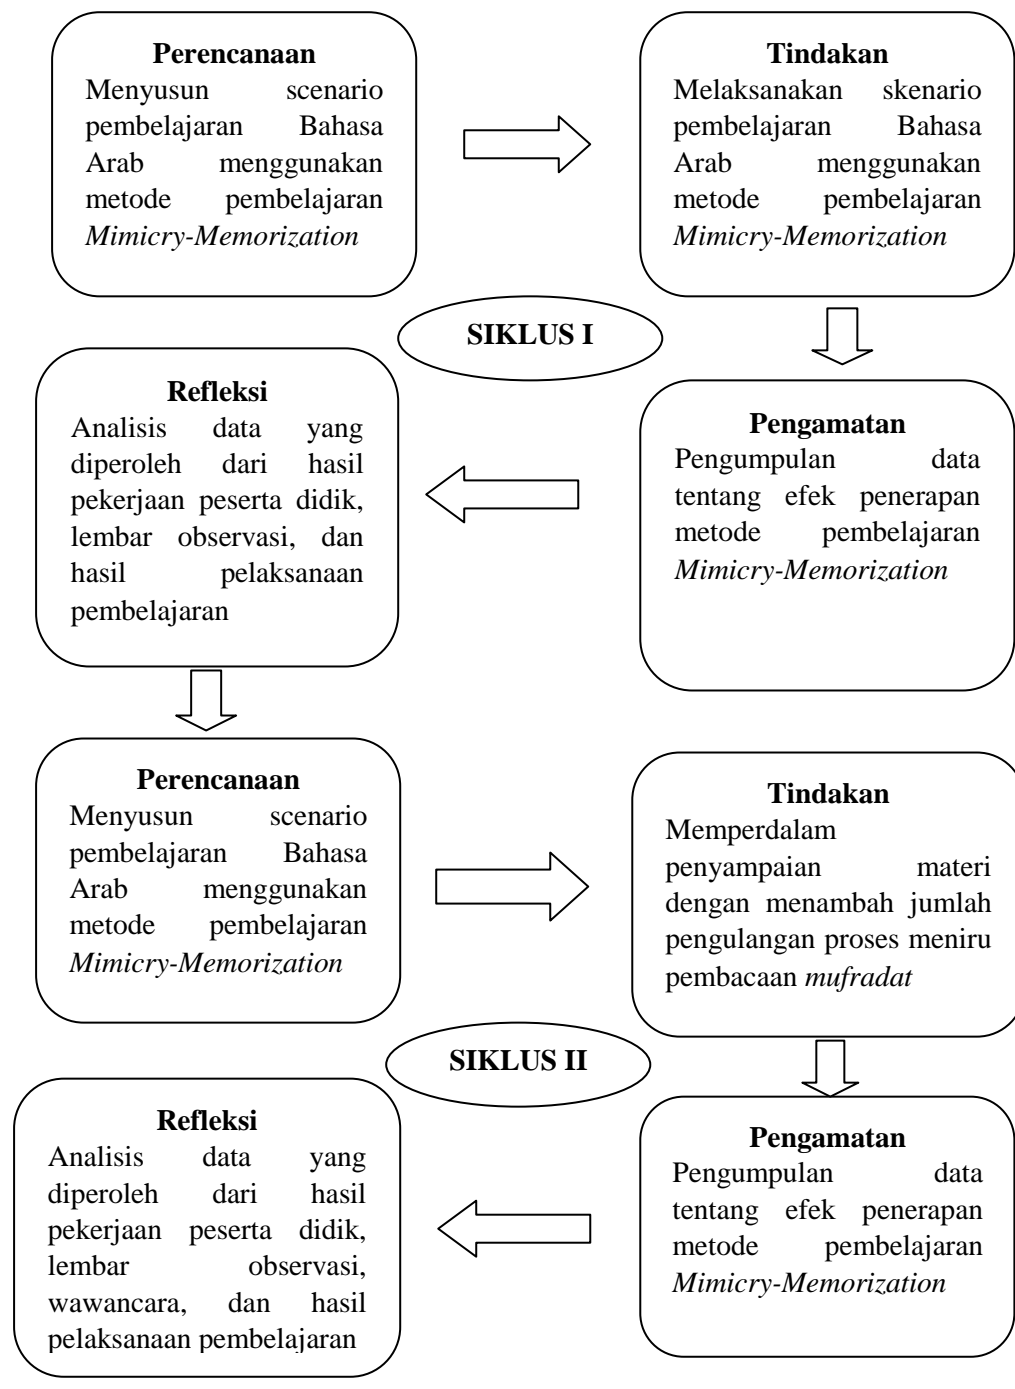 Perencanaan
Menyusun scenario
pembelajaran Bahasa
Arab menggunakan
metode pembelajaran
Mimicry-Memorization
Tindakan
Melaksanakan skenario
pembelajaran Bahasa
Arab menggunakan
metode pembelajaran
Mimicry-Memorization
SIKLUS I
Refleksi
Analisis data yang
diperoleh dari hasil
pekerjaan peserta didik,
lembar observasi, dan
hasil pelaksanaan
pembelajaran
Pengamatan
Pengumpulan data
tentang efek penerapan
metode pembelajaran
Mimicry-Memorization
Perencanaan
Menyusun scenario
pembelajaran Bahasa
Arab menggunakan
metode pembelajaran
Mimicry-Memorization
Tindakan
Memperdalam
penyampaian materi
dengan menambah jumlah
pengulangan proses meniru
pembacaan mufradat
SIKLUS II
Refleksi
Analisis data yang
diperoleh dari hasil
pekerjaan peserta didik,
lembar observasi,
wawancara, dan hasil
pelaksanaan pembelajaran
Pengamatan
Pengumpulan data
tentang efek penerapan
metode pembelajaran
Mimicry-Memorization